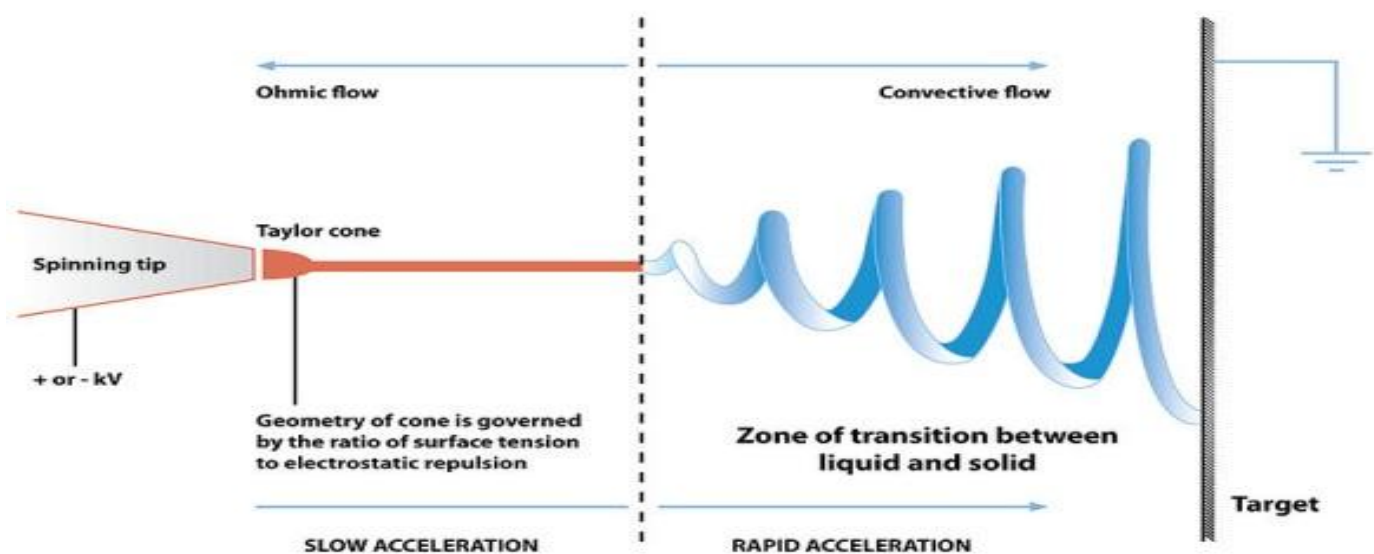 Ohmic flow
Convective flow
Taylor cone
Spinning tip
+ or - kV
Geometry of cone is governed
by the ratio of surface tension
to electrostatic repulsion
Zone of transition between
liquid and solid
Target
SLOW ACCELERATION
RAPID ACCELERATION